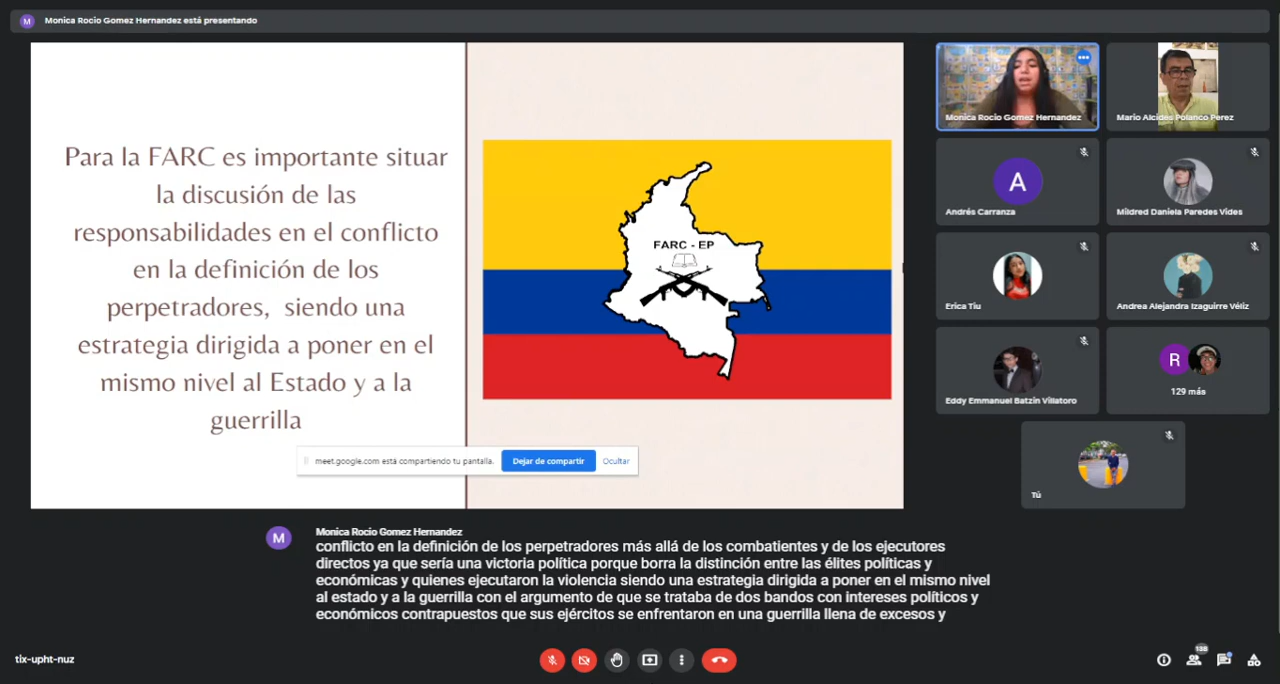 M Monica Rocio Gomez Hernandez está presentando
Para la FARC es importante situar
la discusión de las
responsabilidades en el conflicto
en la definición de los
perpetradores, siendo una
estrategia dirigida a poner en el
mismo nivel al Estado y a la
guerrilla
FARC - EP
meet.google.com está compartiendo tu pantalla.
Dejar de compartir
Ocultar
Monica Rocio Gomez Hernandez
Mario Alcides Polanco Perez
A
Andrés Carranza
Mildred Daniela Paredes Vides
Erica Tiu
Andrea Alejandra Izaguirre Véliz
Eddy Emmanuel Batzín Villatoro
R
129 más
Tú
M
Monica Rocio Gomez Hernandez
conflicto en la definición de los perpetradores más allá de los combatientes y de los ejecutores
directos ya que sería una victoria política porque borra la distinción entre las élites políticas y
económicas y quienes ejecutaron la violencia siendo una estrategia dirigida a poner en el mismo nivel
al estado y a la guerrilla con el argumento de que se trataba de dos bandos con intereses políticos y
económicos contrapuestos que sus ejércitos se enfrentaron en una guerrilla llena de excesos y
tix-upht-nuz
138